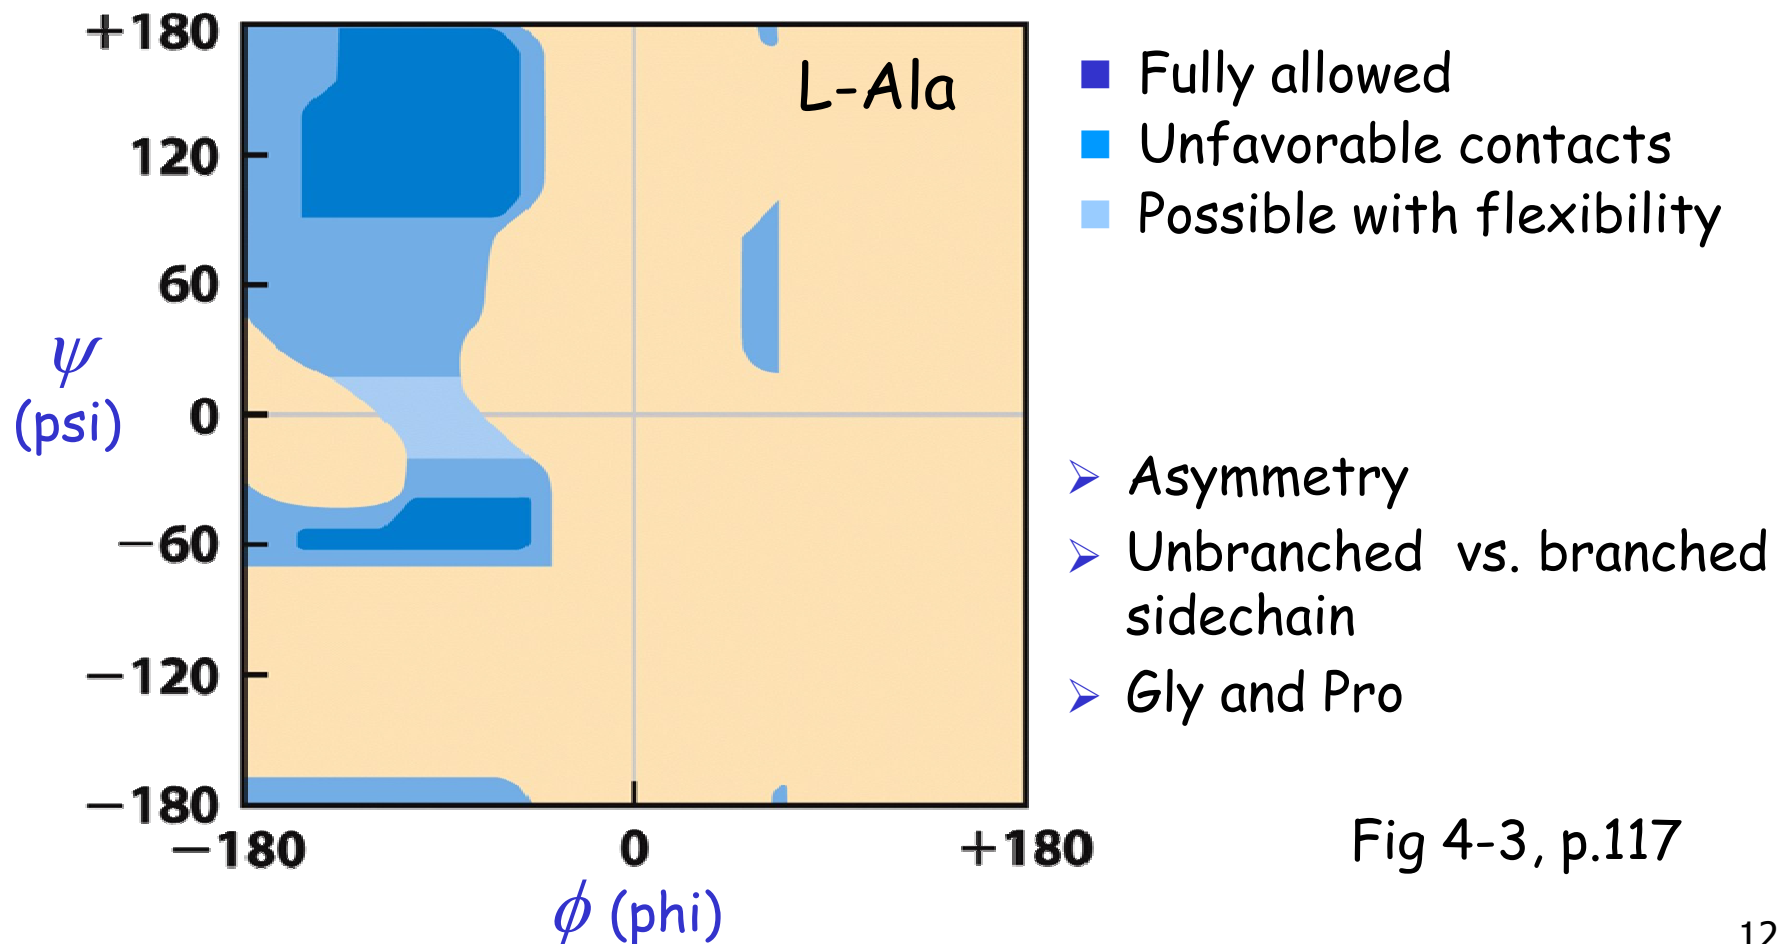 +180
120
60
0
−60
−120
−180
ψ
(psi)
L-Ala
−180
0
+180
ϕ (phi)
Fully allowed
Unfavorable contacts
Possible with flexibility
Asymmetry
Unbranched vs. branched
sidechain
Gly and Pro
Fig 4-3, p.117
12